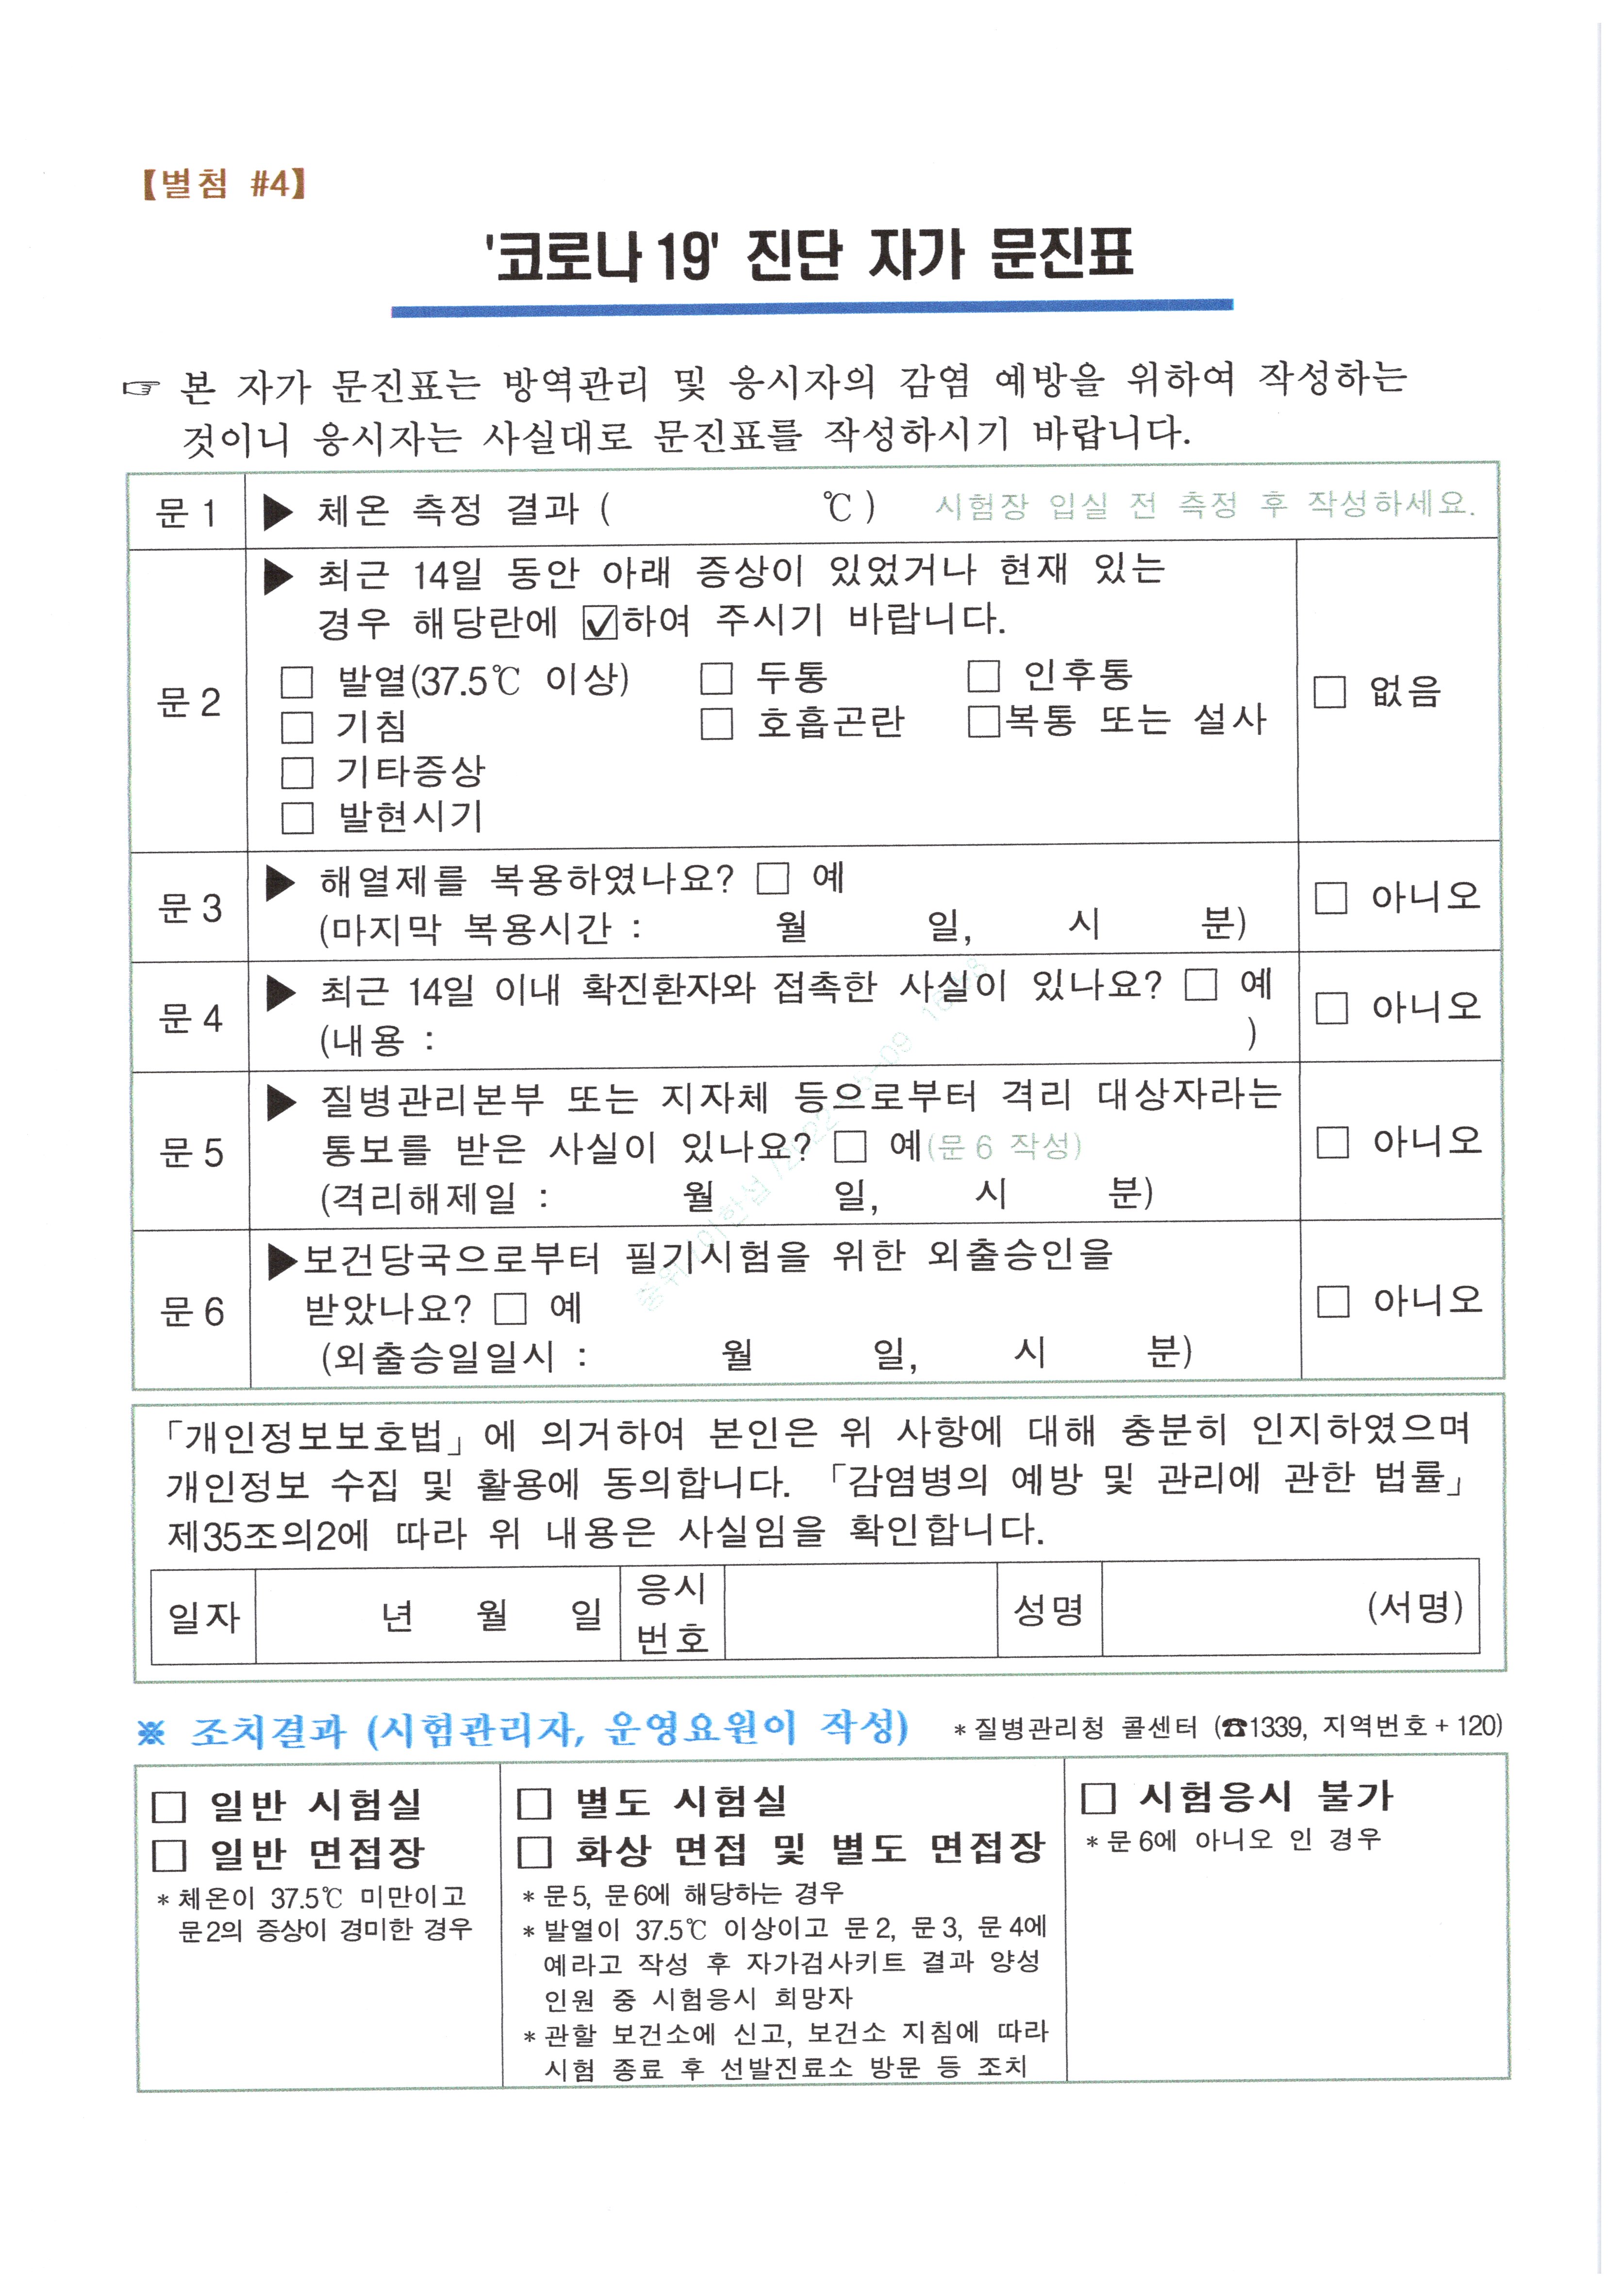 【별첨 #4】
'코로나19' 진단 자가 문진표
☞ 본 자가 문진표는 방역관리 및 응시자의 감염 예방을 위하여 작성하는
것이니 응시자는 사실대로 문진표를 작성하시기 바랍니다.
문1 ▶ 체온 측정 결과 ( ℃) 시험장 입실 전 측정 후 작성하세요.
▶ 최근 14일 동안 아래 증상이 있었거나 현재 있는
경우 해당란에 ☑하여 주시기 바랍니다.
문2
□ 발열(37.5℃ 이상) □ 두통 □ 인후통
□ 없음
□ 기침 □ 호흡곤란 □복통 또는 설사
□ 기타증상
□ 발현시기
문3 ▶ 해열제를 복용하였나요? □ 예 □ 아니오
(마지막 복용시간 : 월 일, 시 분)
문4 ▶ 최근 14일 이내 확진환자와 접촉한 사실이 있나요? □ 예 □ 아니오
(내용 : )
▶ 질병관리본부 또는 지자체 등으로부터 격리 대상자라는
문5 통보를 받은 사실이 있나요? □ 예(문6 작성) □ 아니오
(격리해제일 : 월 일, 시 분)
▶보건당국으로부터 필기시험을 위한 외출승인을
문6 받았나요? □ 예 □ 아니오
(외출승일일시 : 월 일, 시 분)
「개인정보보호법」에 의거하여 본인은 위 사항에 대해 충분히 인지하였으며
개인정보 수집 및 활용에 동의합니다. 「감염병의 예방 및 관리에 관한 법률」
제35조의2에 따라 위 내용은 사실임을 확인합니다.
일자 년 월 일 응시 번호 성명 (서명)
※ 조치결과 (시험관리자, 운영요원이 작성) * 질병관리청 콜센터 (☎1339, 지역번호+120)
□ 일반 시험실
□ 일반 면접장
* 체온이 37.5℃ 미만이고
문2의 증상이 경미한 경우
□ 별도 시험실
□ 화상 면접 및 별도 면접장
* 문5, 문6에 해당하는 경우
* 발열이 37.5℃ 이상이고 문2, 문3, 문4에
예라고 작성 후 자가검사키트 결과 양성
인원 중 시험응시 희망자
* 관할 보건소에 신고, 보건소 지침에 따라
시험 종료 후 선발진료소 방문 등 조치
□ 시험응시 불가
* 문6에 아니오 인 경우